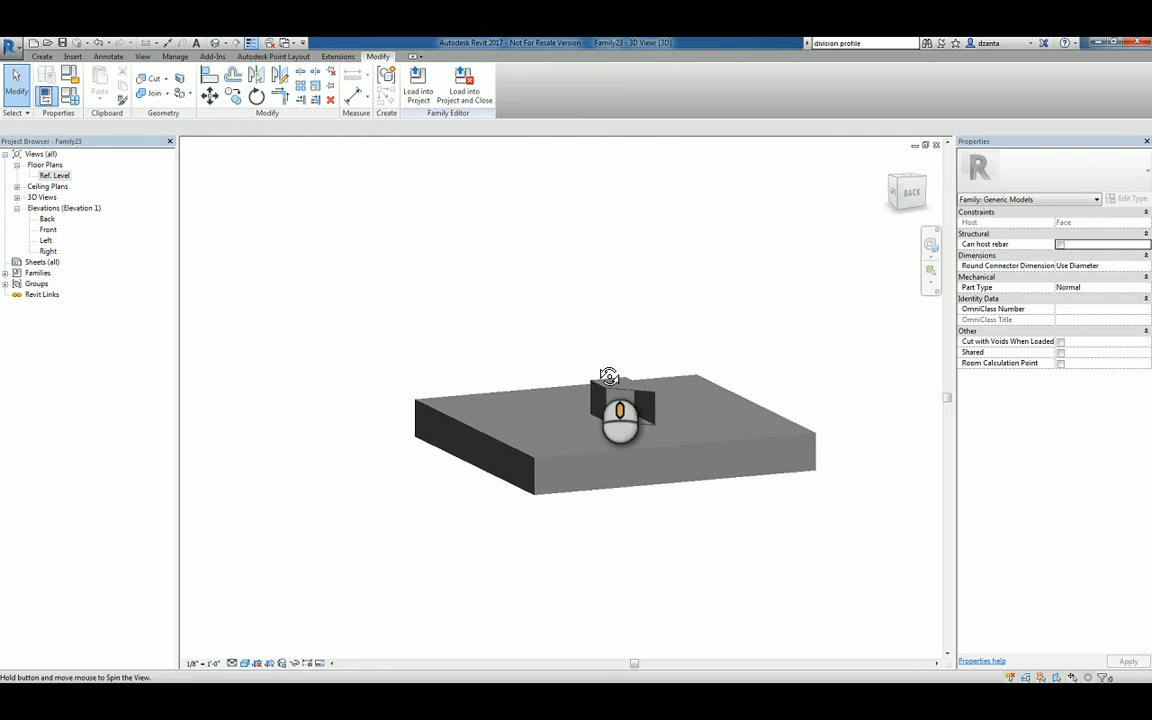 Autodesk Revit 2017 - Not For Resale Version - Family23 - 3D View: {3D}
division profile
dzanta
Create Insert Annotate View Manage Add-Ins Autodesk Point Layout Extensions Modify
Modify
Paste
Cut
Join
Load into
Project
Load into
Project and Close
Select Properties Clipboard Geometry Modify Measure Create Family Editor
Project Browser - Family23
Views (all)
Floor Plans
Ref. Level
Ceiling Plans
3D Views
Elevations (Elevation 1)
Back
Front
Left
Right
Sheets (all)
Families
Groups
Revit Links
BACK
Properties
R
Family: Generic Models
Edit Type
Constraints
Host Face
Structural
Can host rebar
Dimensions
Round Connector Dimension Use Diameter
Mechanical
Part Type Normal
Identity Data
OmniClass Number
OmniClass Title
Other
Cut with Voids When Loaded
Shared
Room Calculation Point
Properties help
Apply
1/8" = 1'-0"
Hold button and move mouse to Spin the View.